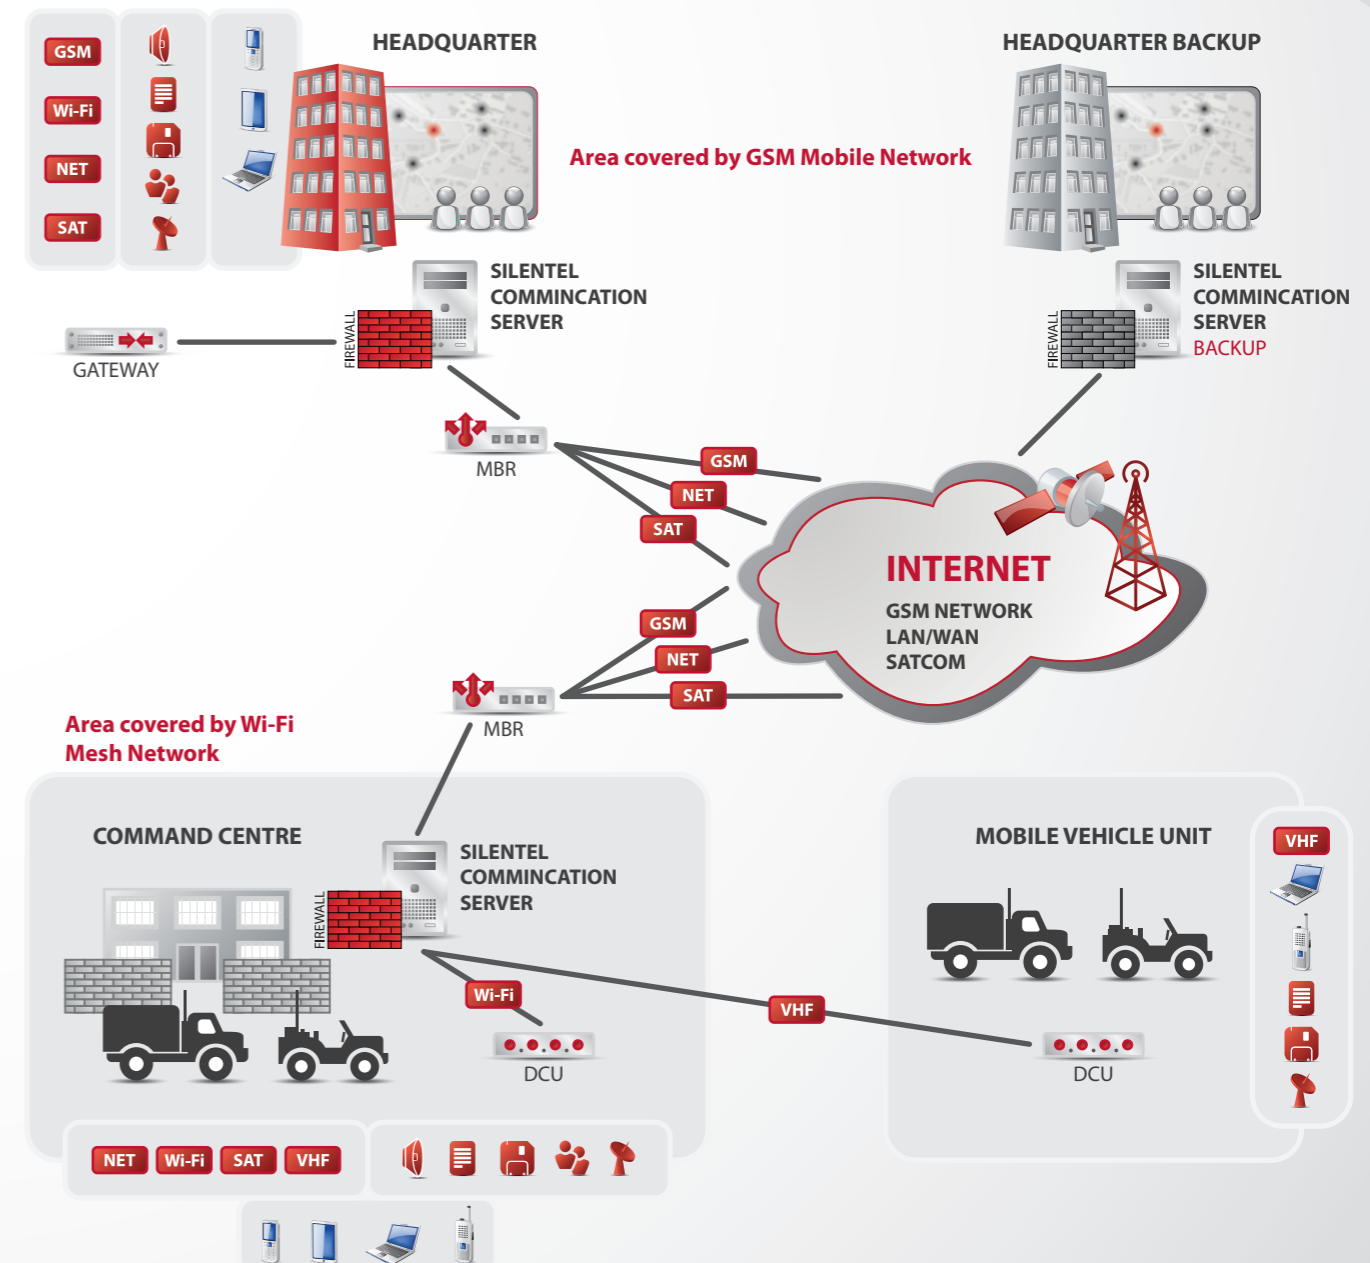 GSM
Wi-Fi
NET
SAT
HEADQUARTER
HEADQUARTER BACKUP
Area covered by GSM Mobile Network
SILENTEL
COMMINCATION
SERVER
FIREWALL
GATEWAY
SILENTEL
COMMINCATION
SERVER
BACKUP
FIREWALL
MBR
GSM
NET
SAT
INTERNET
GSM NETWORK
LAN/WAN
SATCOM
GSM
NET
SAT
MBR
Area covered by Wi-Fi
Mesh Network
COMMAND CENTRE
SILENTEL
COMMINCATION
SERVER
FIREWALL
Wi-Fi
DCU
VHF
MOBILE VEHICLE UNIT
VHF
DCU
NET
Wi-Fi
SAT
VHF